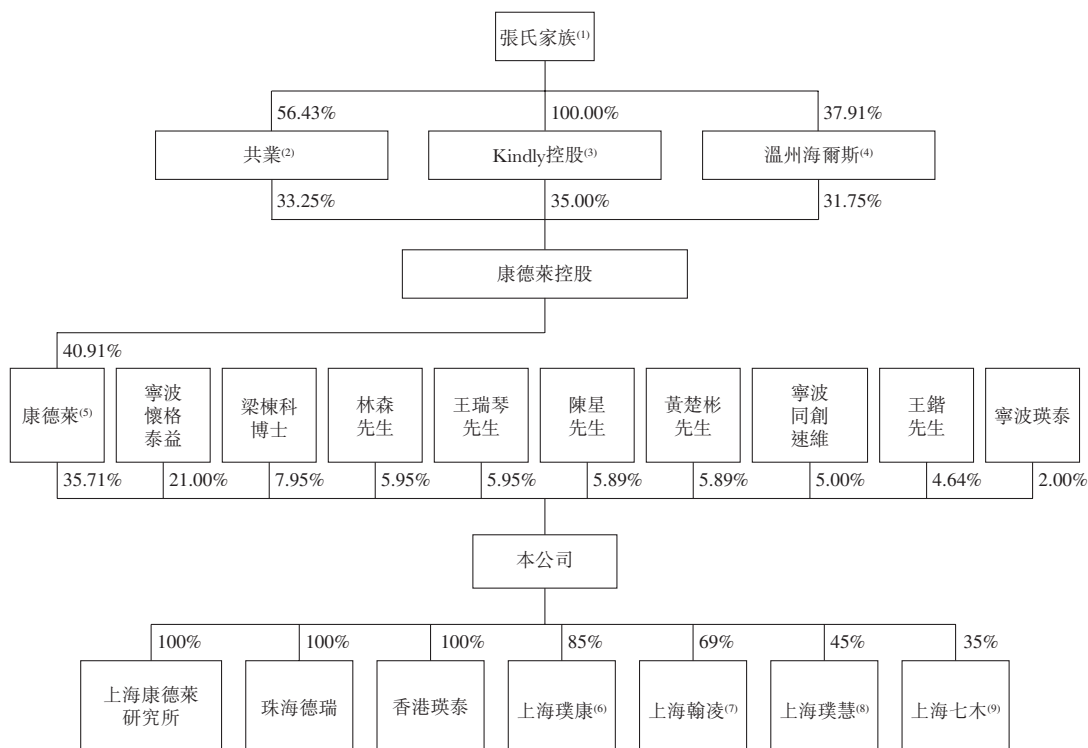 張氏家族(1)
56.43%
100.00%
37.91%
共業(2)
Kindly控股(3)
溫州海爾斯(4)
33.25%
35.00%
31.75%
康德萊控股
40.91%
康德萊(5)
寧波
懷格
泰益
梁棟科
博士
林森
先生
王瑞琴
先生
陳星
先生
黃楚彬
先生
寧波
同創
速維
王鍇
先生
寧波瑛泰
35.71%
21.00%
7.95%
5.95%
5.95%
5.89%
5.89%
5.00%
4.64%
2.00%
本公司
100%
100%
100%
85%
69%
45%
35%
上海康德萊
研究所
珠海德瑞
香港瑛泰
上海璞康(6)
上海翰凌(7)
上海璞慧(8)
上海七木(9)